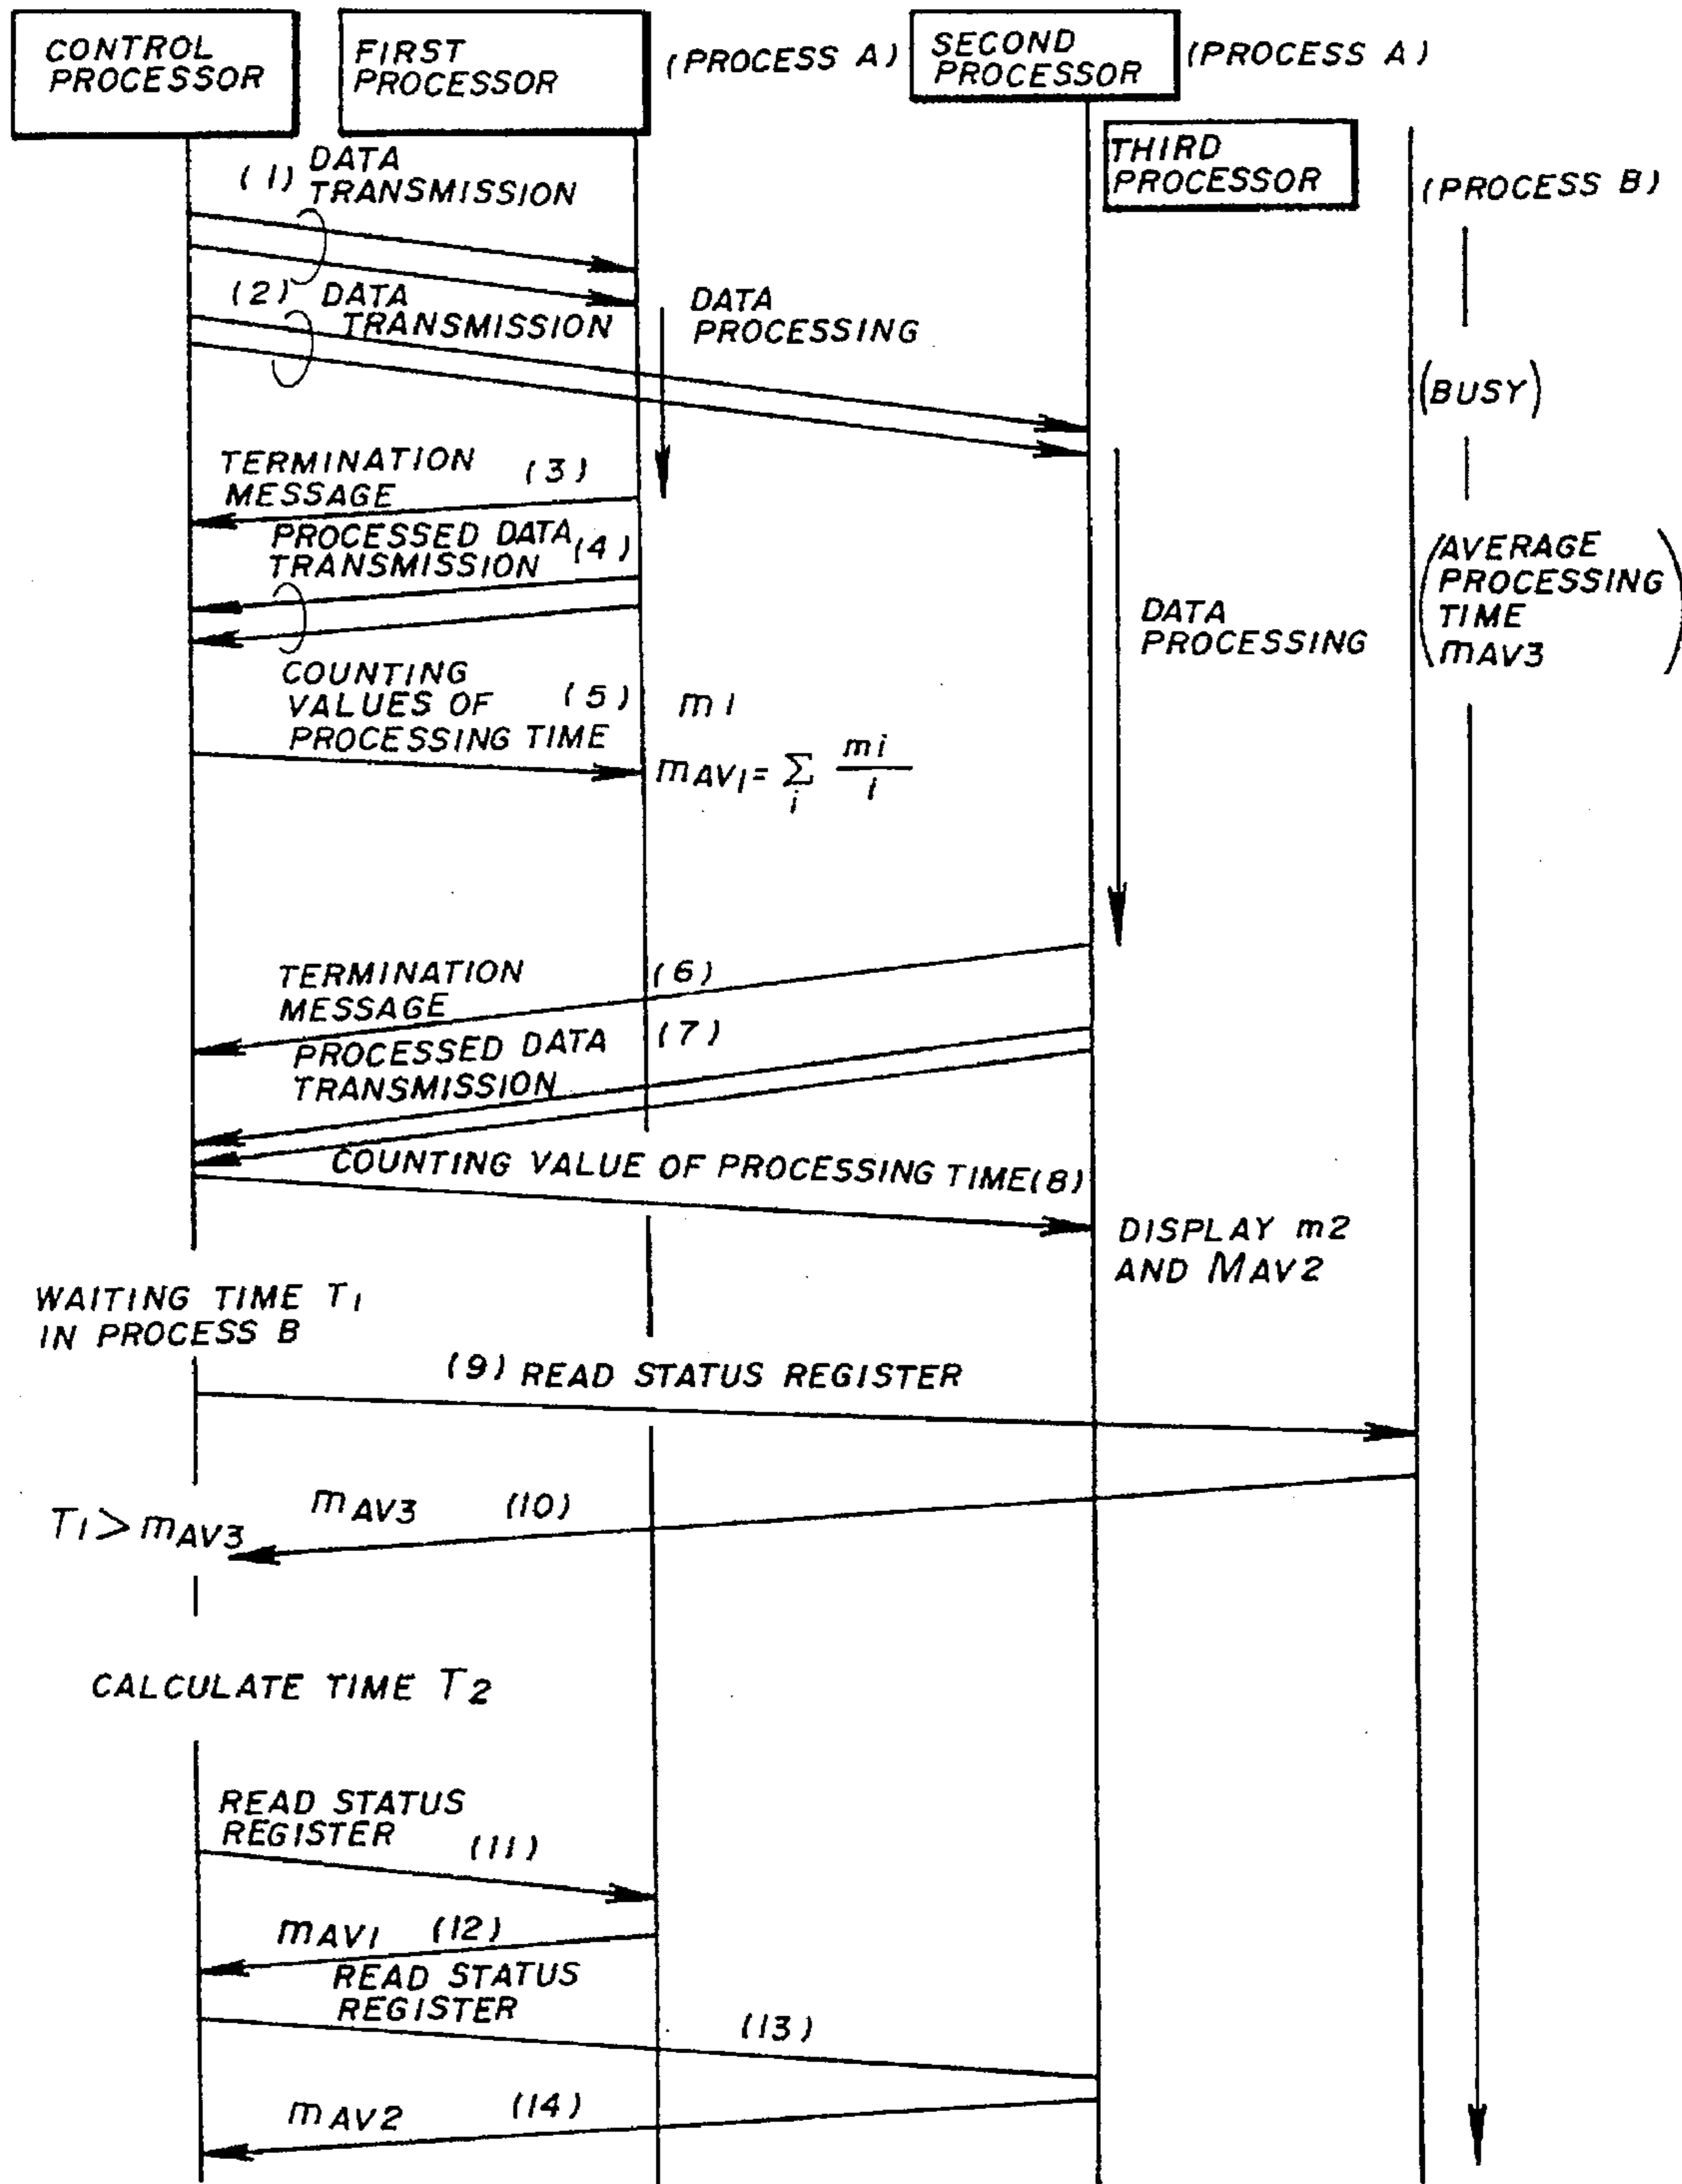 CONTROL
PROCESSOR
FIRST
PROCESSOR
(PROCESS A)
SECOND
PROCESSOR
(PROCESS A)
THIRD
PROCESSOR
(PROCESS B)
(1) DATA
TRANSMISSION
(2) DATA
TRANSMISSION
DATA
PROCESSING
(BUSY)
TERMINATION
MESSAGE (3)
PROCESSED DATA
TRANSMISSION (4)
(AVERAGE
PROCESSING
TIME
mAV3)
DATA
PROCESSING
COUNTING
VALUES OF (5)
PROCESSING TIME
m1
mAV1 = Σ i mi/i
TERMINATION (6)
MESSAGE
PROCESSED DATA (7)
TRANSMISSION
COUNTING VALUE OF PROCESSING TIME (8)
DISPLAY m2
AND MAV2
WAITING TIME T1
IN PROCESS B
(9) READ STATUS REGISTER
mAV3 (10)
T1 > mAV3
CALCULATE TIME T2
READ STATUS
REGISTER (11)
mAV1 (12)
READ STATUS
REGISTER
(13)
mAV2 (14)